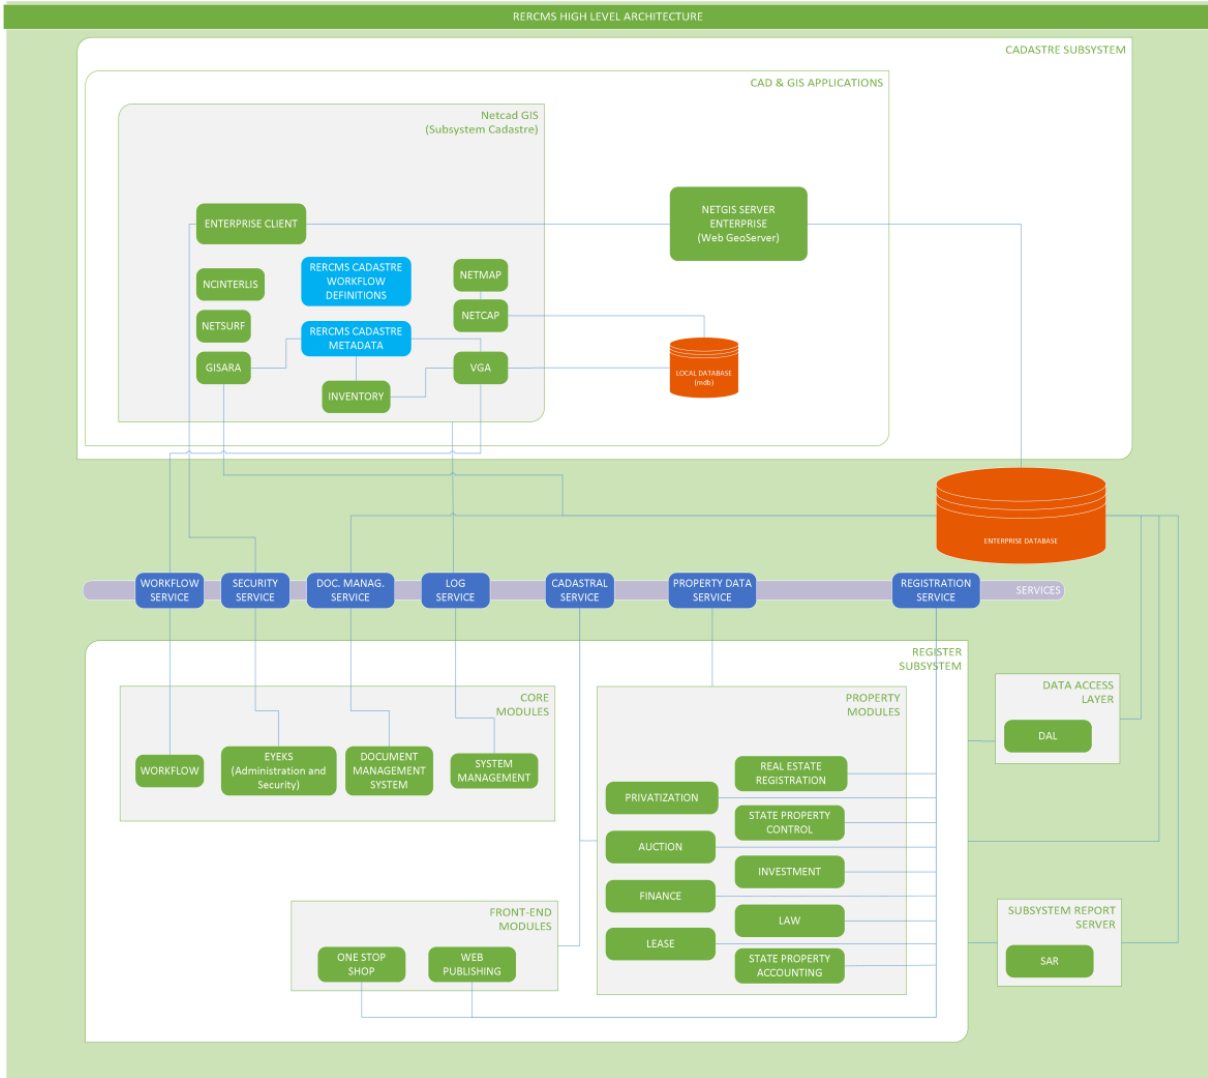 RERCMS HIGH LEVEL ARCHITECTURE
CADASTRE SUBSYSTEM
CAD & GIS APPLICATIONS
Netcad GIS
(Subsystem Cadastre)
ENTERPRISE CLIENT
NETGIS SERVER
ENTERPRISE
(Web GeoServer)
NCINTERLIS
RERCMS CADASTRE
WORKFLOW
DEFINITIONS
NETMAP
NETSURF
NETCAP
RERCMS CADASTRE
METADATA
GISARA
VGA
INVENTORY
LOCAL DATABASE
(mdb)
ENTERPRISE DATABASE
WORKFLOW
SERVICE
SECURITY
SERVICE
DOC. MANAG.
SERVICE
LOG
SERVICE
CADASTRAL
SERVICE
PROPERTY DATA
SERVICE
REGISTRATION
SERVICE
SERVICES
REGISTER
SUBSYSTEM
CORE
MODULES
WORKFLOW
EYEKS
(Administration and
Security)
DOCUMENT
MANAGEMENT
SYSTEM
SYSTEM
MANAGEMENT
PROPERTY
MODULES
REAL ESTATE
REGISTRATION
PRIVATIZATION
STATE PROPERTY
CONTROL
AUCTION
INVESTMENT
FINANCE
LAW
LEASE
STATE PROPERTY
ACCOUNTING
FRONT-END
MODULES
ONE STOP
SHOP
WEB
PUBLISHING
DATA ACCESS
LAYER
DAL
SUBSYSTEM REPORT
SERVER
SAR